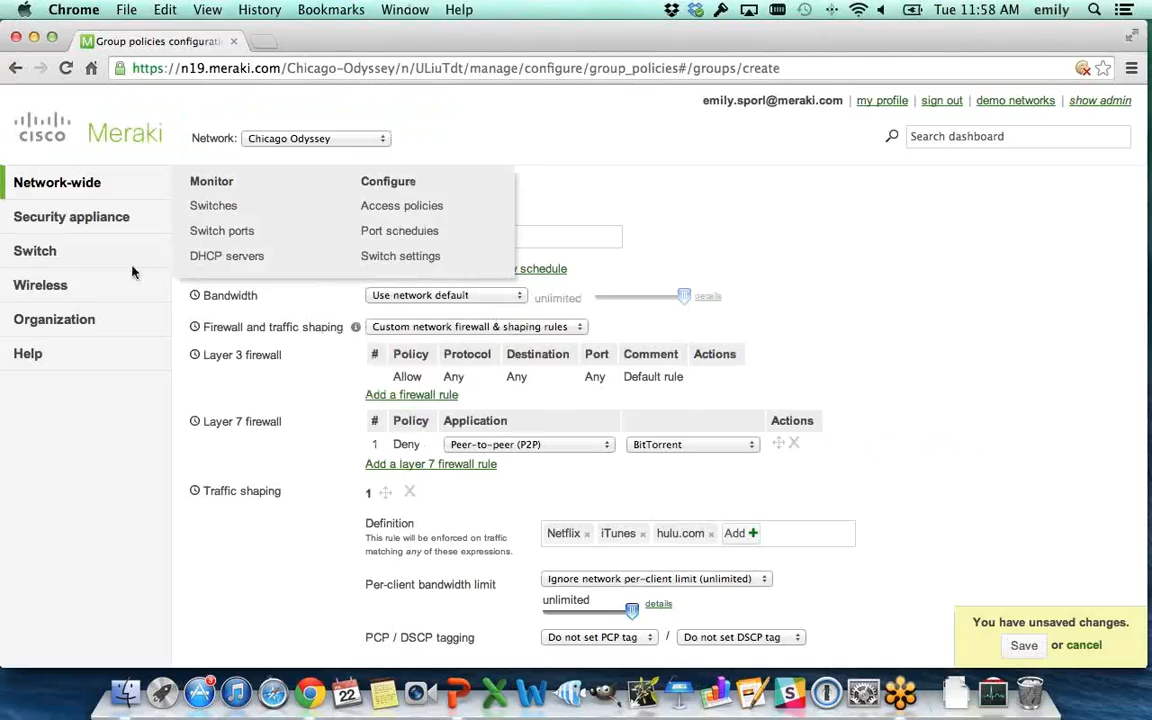 Chrome File Edit View History Bookmarks Window Help Tue 11:58 AM emily
Group policies configurati
https://n19.meraki.com/Chicago-Odyssey/n/ULiuTdt/manage/configure/group_policies#/groups/create
emily.sporl@meraki.com my profile sign out demo networks show admin
cisco Meraki Network: Chicago Odyssey Search dashboard
Network-wide
Security appliance
Switch
Wireless
Organization
Help
Monitor Configure
Switches Access policies
Switch ports Port schedules
DHCP servers Switch settings
schedule
Bandwidth Use network default unlimited details
Firewall and traffic shaping Custom network firewall & shaping rules
Layer 3 firewall # Policy Protocol Destination Port Comment Actions
Allow Any Any Any Default rule
Add a firewall rule
Layer 7 firewall # Policy Application Actions
1 Deny Peer-to-peer (P2P) BitTorrent
Add a layer 7 firewall rule
Traffic shaping 1
Definition
This rule will be enforced on traffic
matching any of these expressions.
Netflix iTunes hulu.com Add
Per-client bandwidth limit Ignore network per-client limit (unlimited)
unlimited details
PCP / DSCP tagging Do not set PCP tag / Do not set DSCP tag
You have unsaved changes.
Save or cancel